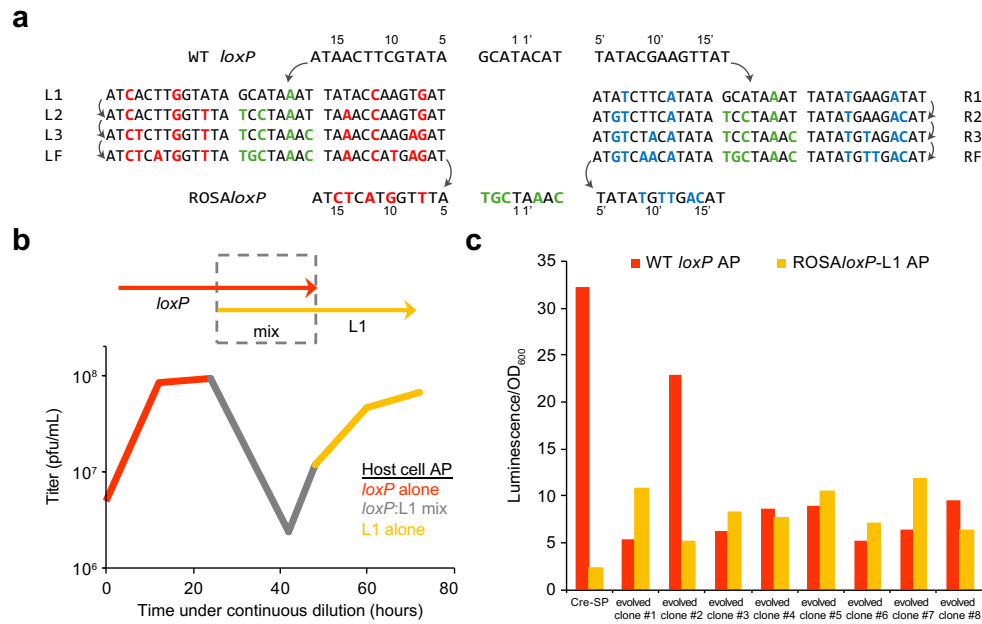 a
15 10 5 1 1' 5' 10' 15'
WT loxP ATAACTTCGTATA GCATACAT TATACGAAGTTAT
L1 ATCACTTGGTATA GCATAAAT TATACCAAGTGAT ATATCTTCATATA GCATAAAT TATATGAAGATAT R1
L2 ATCACTTGGTTTA TCCTAAAT TAAACCAAGTGAT ATGTCTTCATATA TCCTAAAT TATATGAAGACAT R2
L3 ATCTCTTGGTTTA TCCTAAAC TAAACCAAGAGAT ATGTCTACATATA TCCTAAAC TATATGTAGACAT R3
LF ATCTCATGGTTTA TGCTAAAC TAAACCATGAGAT ATGTCAACATATA TGCTAAAC TATATGTTGACAT RF
ROSAloxP ATCTCATGGTTTA TGCTAAAC TATATGTTGACAT
15 10 5 1 1' 5' 10' 15'
b
loxP
mix
L1
Titer (pfu/mL)
10^8
10^7
10^6
0 20 40 60 80
Time under continuous dilution (hours)
Host cell AP
loxP alone
loxP:L1 mix
L1 alone
c
WT loxP AP ROSAloxP-L1 AP
Luminescence/OD600
35
30
25
20
15
10
5
0
Cre-SP
evolved clone #1
evolved clone #2
evolved clone #3
evolved clone #4
evolved clone #5
evolved clone #6
evolved clone #7
evolved clone #8